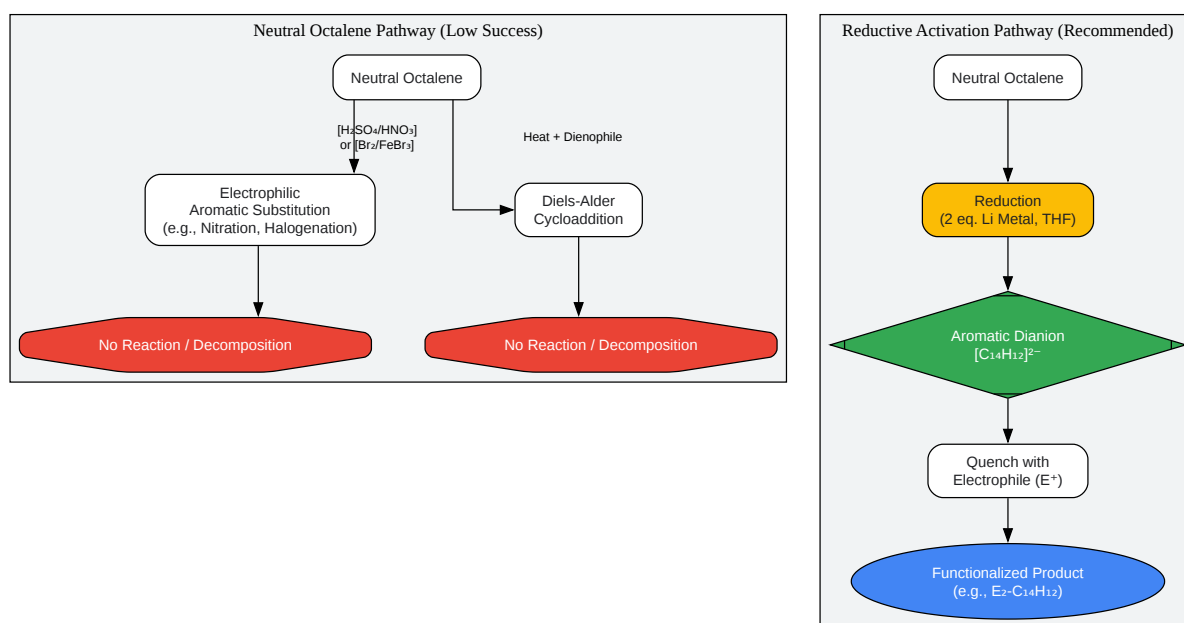 Neutral Octalene Pathway (Low Success)
Neutral Octalene
[H₂SO₄/HNO₃]
or [Br₂/FeBr₃]
Heat + Dienophile
Electrophilic
Aromatic Substitution
(e.g., Nitration, Halogenation)
Diels-Alder
Cycloaddition
No Reaction / Decomposition
No Reaction / Decomposition
Reductive Activation Pathway (Recommended)
Neutral Octalene
Reduction
(2 eq. Li Metal, THF)
Aromatic Dianion
[C₁₄H₁₂]²⁻
Quench with
Electrophile (E⁺)
Functionalized Product
(e.g., E₂-C₁₄H₁₂)